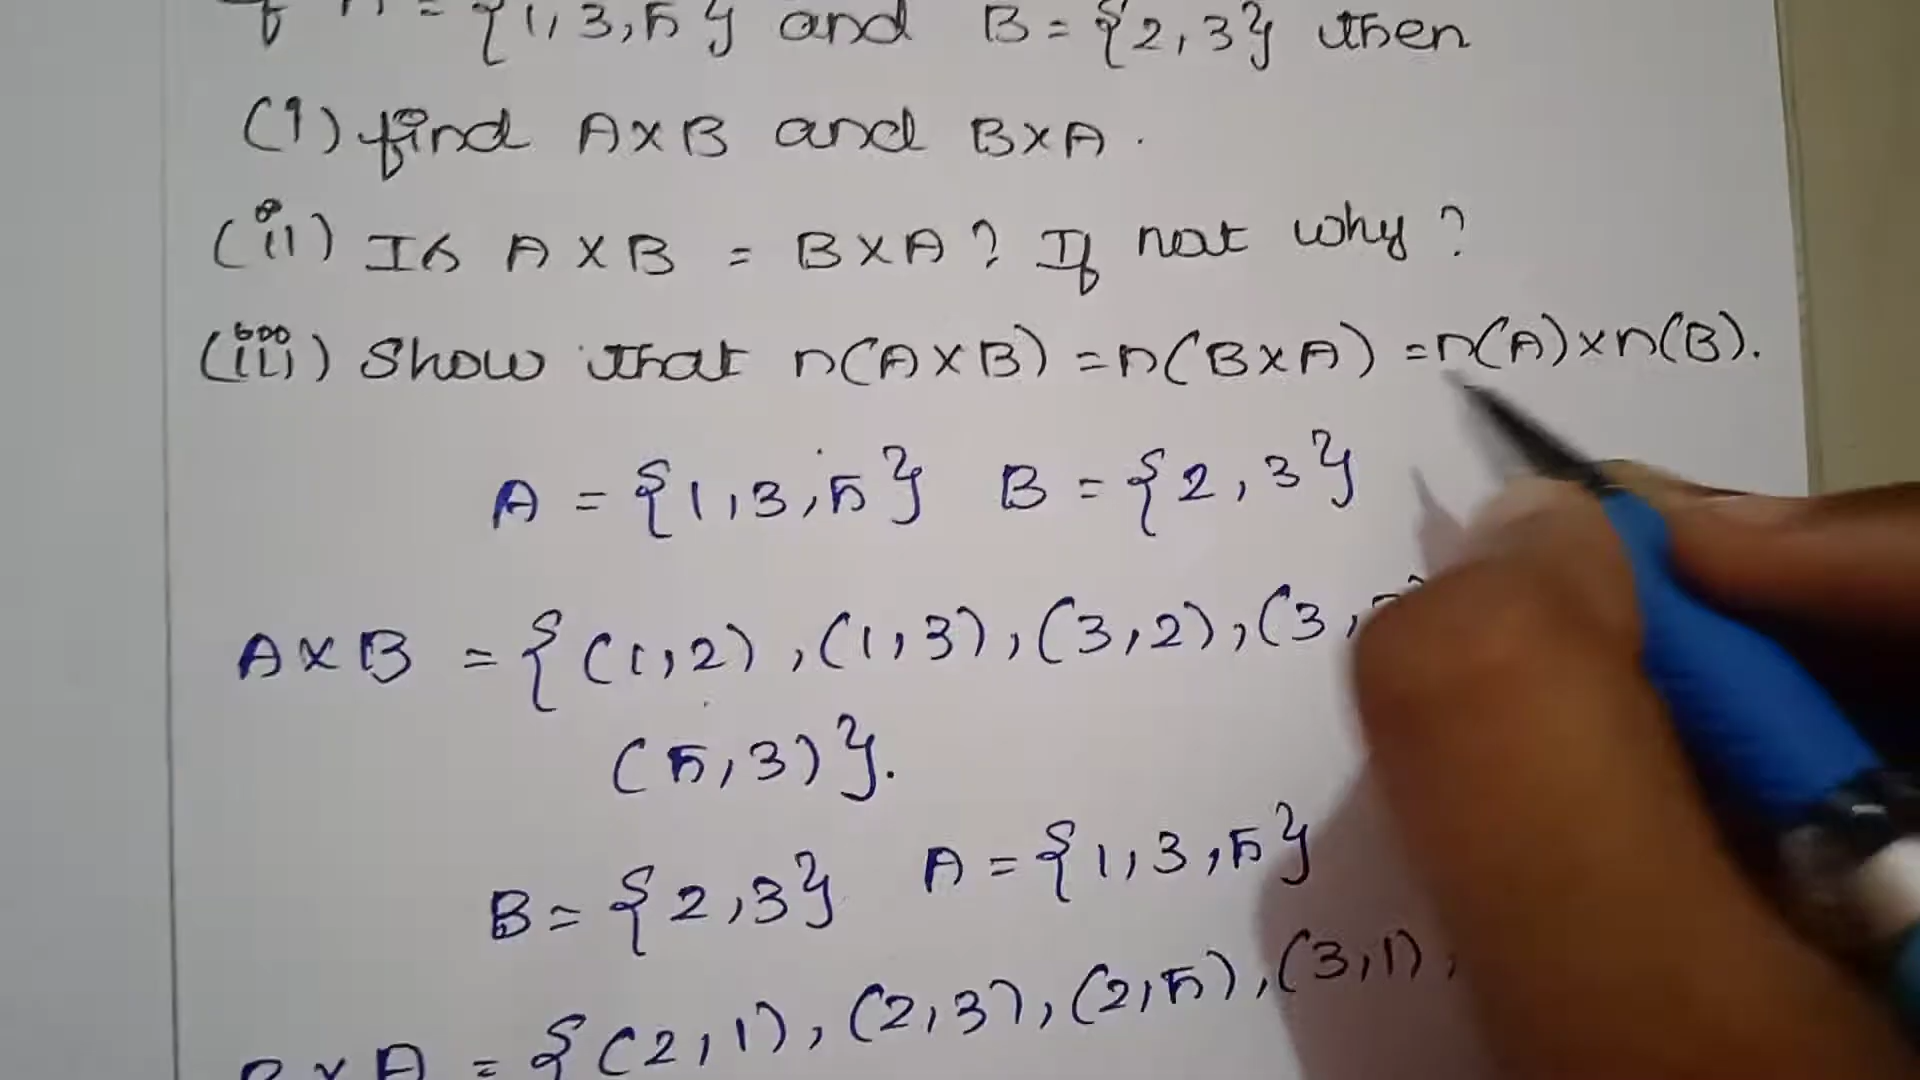 If A = {1,3,5} and B = {2,3} then
(i) find A×B and B×A.
(ii) Is A×B = B×A? If not why?
(iii) Show that n(A×B) = n(B×A) = n(A)×n(B).
A = {1,3,5} B = {2,3}
A×B = {(1,2),(1,3),(3,2),(3,
(5,3)}.
B = {2,3} A = {1,3,5}
B×A = {(2,1),(2,3),(2,5),(3,1),